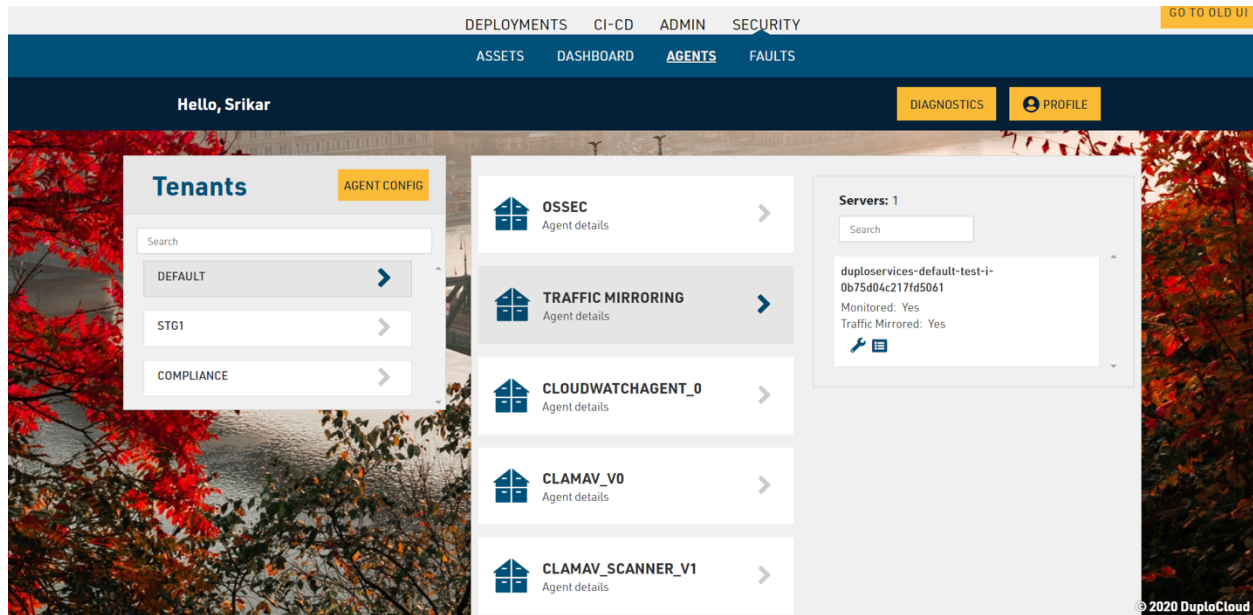 GO TO OLD UI
DEPLOYMENTS CI-CD ADMIN SECURITY
ASSETS DASHBOARD AGENTS FAULTS
Hello, Srikar
DIAGNOSTICS PROFILE
Tenants
AGENT CONFIG
Search
DEFAULT
STG1
COMPLIANCE
OSSEC
Agent details
TRAFFIC MIRRORING
Agent details
CLOUDWATCHAGENT_0
Agent details
CLAMAV_V0
Agent details
CLAMAV_SCANNER_V1
Agent details
Servers: 1
Search
duploservices-default-test-i-
0b75d04c217fd5061
Monitored: Yes
Traffic Mirrored: Yes
© 2020 DuploCloud